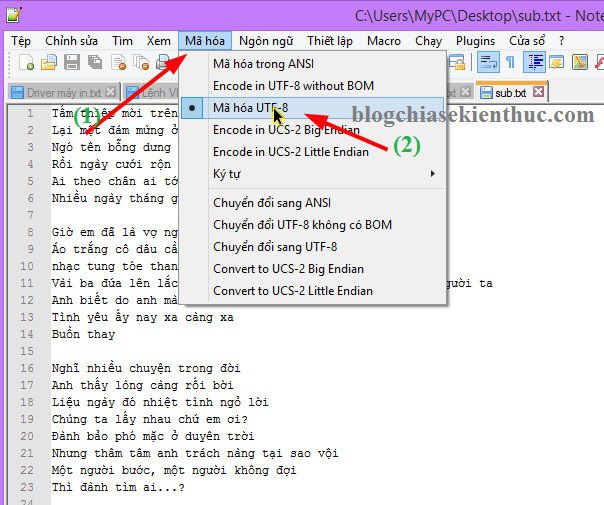 C:\Users\MyPC\Desktop\sub.txt - Note
Tệp Chỉnh sửa Tìm Xem Mã hóa Ngôn ngữ Thiết lập Macro Chạy Plugins Cửa sổ ?
Driver máy in.txt Lệnh VI .txt sub.txt
Mã hóa trong ANSI
Encode in UTF-8 without BOM
Mã hóa UTF-8
Encode in UCS-2 Big Endian
Encode in UCS-2 Little Endian
Ký tự
Chuyển đổi sang ANSI
Chuyển đổi UTF-8 không có BOM
Chuyển đổi sang UTF-8
Convert to UCS-2 Big Endian
Convert to UCS-2 Little Endian
(1)
(2)
blogchiasekienthuc.com
1 Tấm thiệp mời trên
2 Lại một đám mừng ở
3 Ngó tên bỗng dưng
4 Rồi ngày cưới rộn
5 Ai theo chân ai tớ
6 Nhiều ngày tháng g
7
8 Giờ em đã là vợ ng
9 Áo trắng cô dâu cầ
10 nhạc tung tóe than
11 Vài ba đứa lên lắc người ta
12 Anh biết do anh mà
13 Tình yêu ấy nay xa càng xa
14 Buồn thay
15
16 Nghĩ nhiều chuyện trong đời
17 Anh thấy lòng càng rối bời
18 Liệu ngày đó nhiệt tình ngỏ lời
19 Chúng ta lấy nhau chứ em ơi?
20 Đành bảo phó mặc ở duyên trời
21 Nhưng thâm tâm anh trách nàng tại sao vội
22 Một người bước, một người không đợi
23 Thì đành tìm ai...?
24